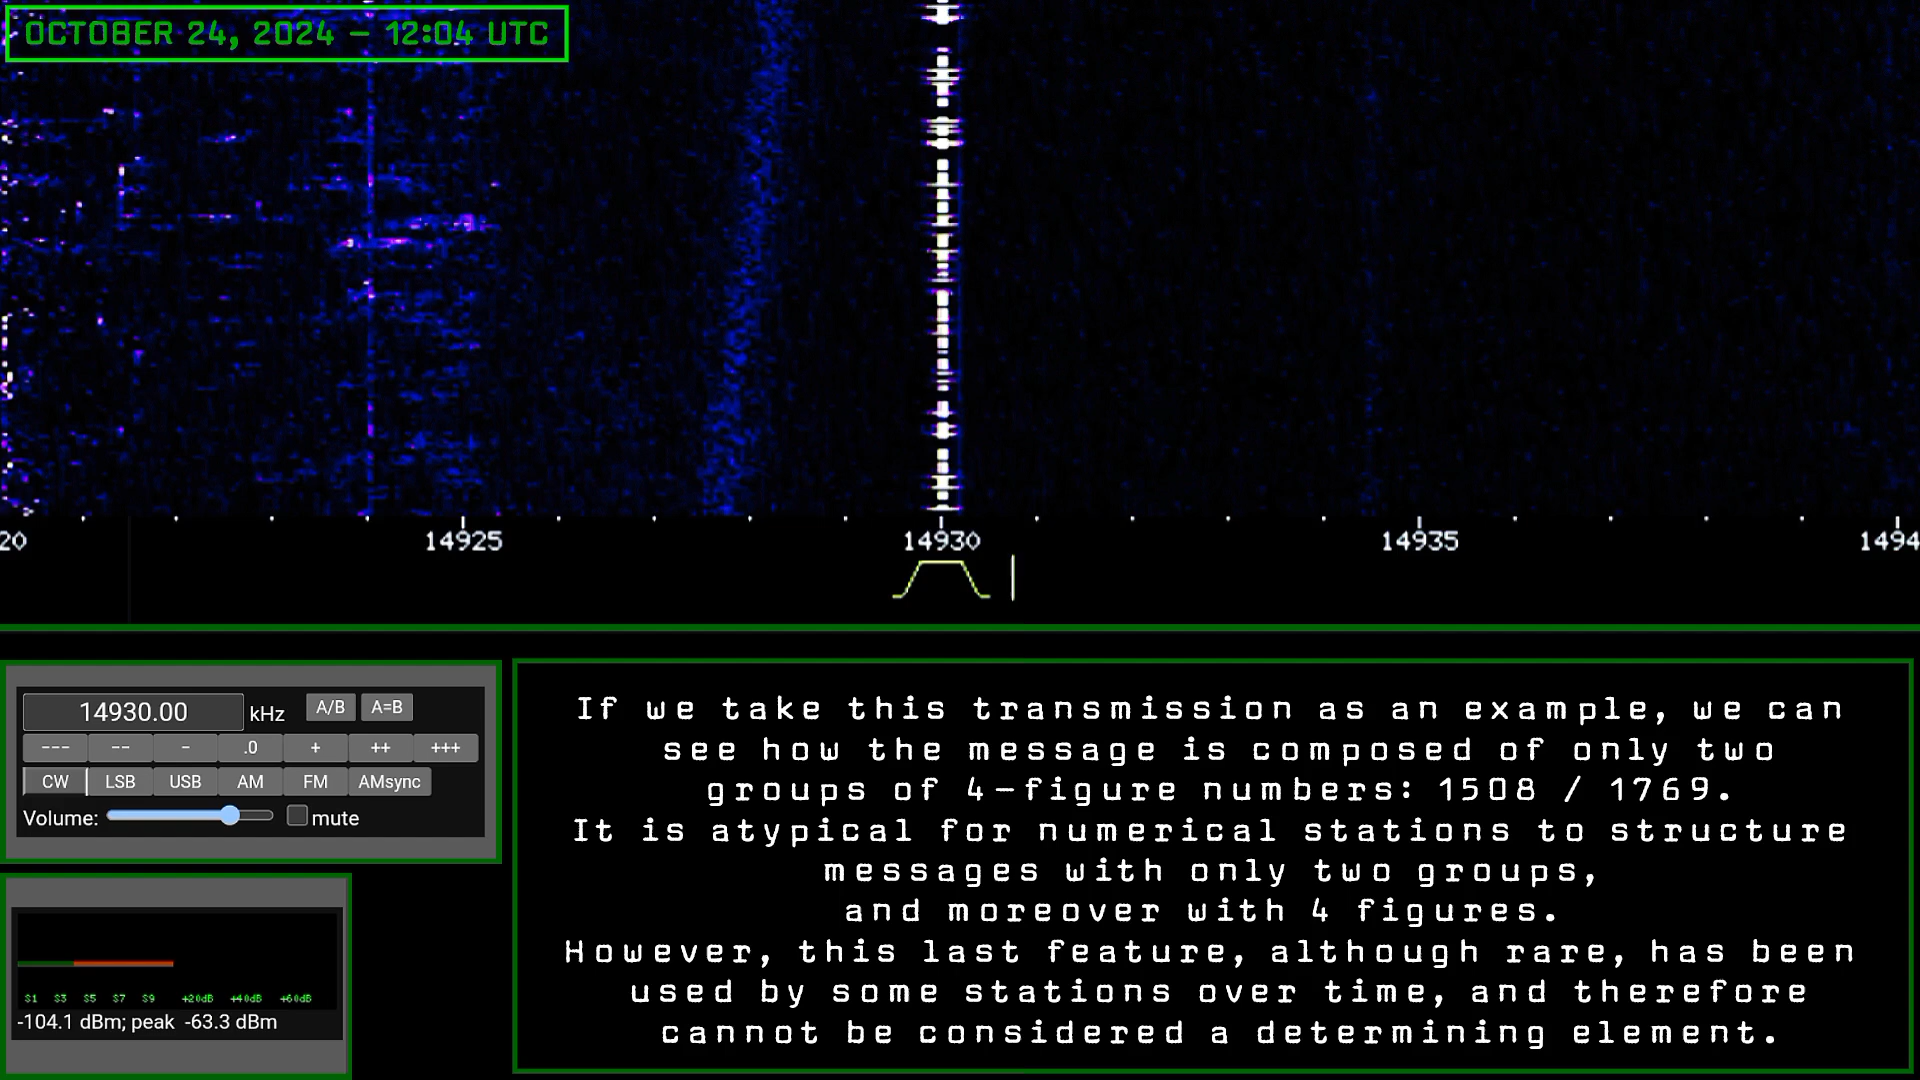 OCTOBER 24, 2024 – 12:04 UTC
20 14925 14930 14935 1494
14930.00 kHz A/B A=B
--- -- - .0 + ++ +++
CW LSB USB AM FM AMsync
Volume: mute
S1 S3 S5 S7 S9 +20dB +40dB +60dB
-104.1 dBm; peak -63.3 dBm
If we take this transmission as an example, we can
see how the message is composed of only two
groups of 4-figure numbers: 1508 / 1769.
It is atypical for numerical stations to structure
messages with only two groups,
and moreover with 4 figures.
However, this last feature, although rare, has been
used by some stations over time, and therefore
cannot be considered a determining element.